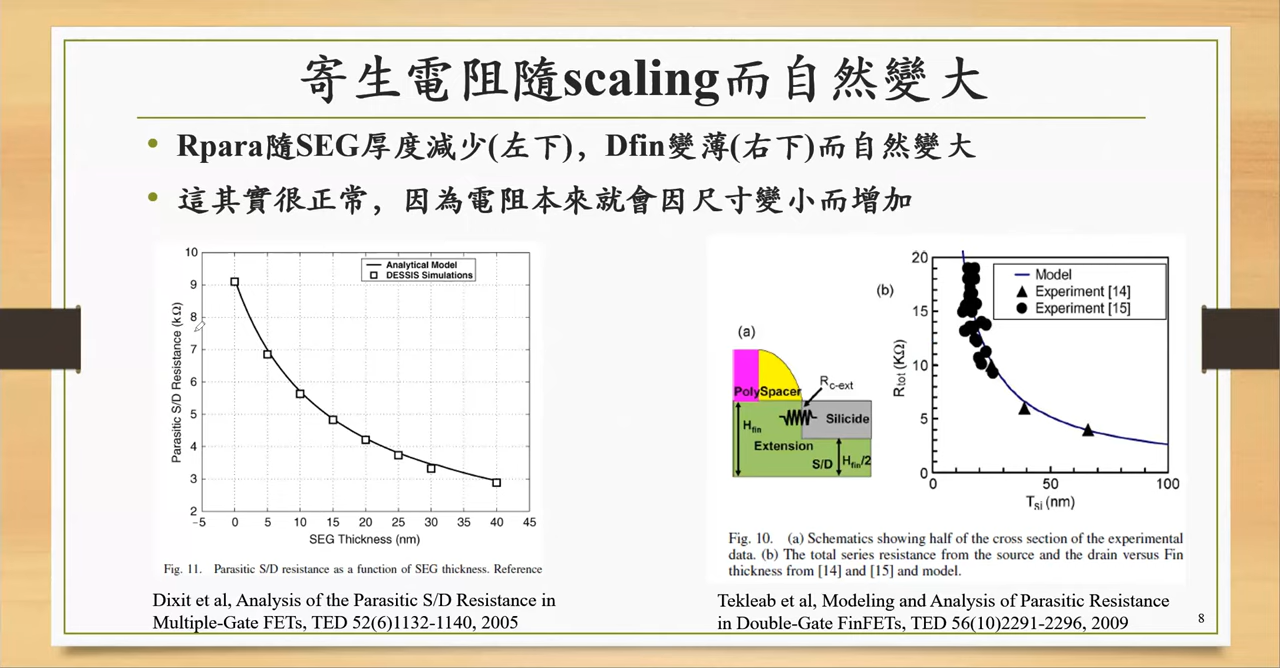 寄生電阻隨scaling而自然變大
• Rpara隨SEG厚度減少(左下)，Dfin變薄(右下)而自然變大
• 這其實很正常，因為電阻本來就會因尺寸變小而增加
10
9
8
7
6
5
4
3
2
-5 0 5 10 15 20 25 30 35 40 45
Parasitic S/D Resistance (kΩ)
SEG Thickness (nm)
Analytical Model
DESSIS Simulations
Fig. 11. Parasitic S/D resistance as a function of SEG thickness. Reference
Dixit et al, Analysis of the Parasitic S/D Resistance in
Multiple-Gate FETs, TED 52(6)1132-1140, 2005
(a)
Poly Spacer
Rc-ext
Hfin
Silicide
Extension
S/D
Hfin/2
(b)
20
15
10
5
0
0 50 100
Rtot (KΩ)
Tsi (nm)
Model
Experiment [14]
Experiment [15]
Fig. 10. (a) Schematics showing half of the cross section of the experimental
data. (b) The total series resistance from the source and the drain versus Fin
thickness from [14] and [15] and model.
Tekleab et al, Modeling and Analysis of Parasitic Resistance
in Double-Gate FinFETs, TED 56(10)2291-2296, 2009
8